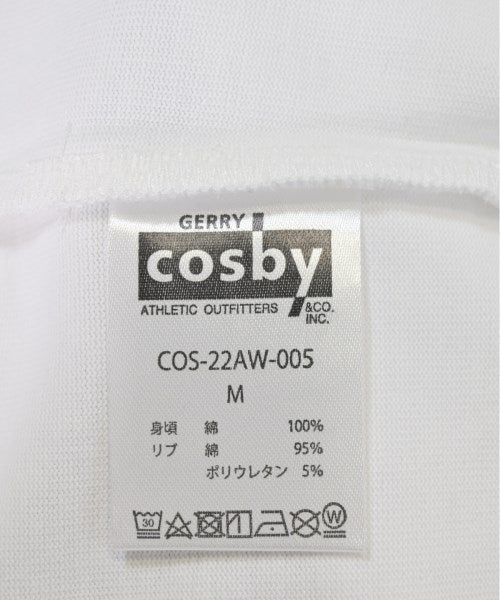 GERRY
cosby
ATHLETIC OUTFITTERS &CO. INC.
COS-22AW-005
M
身頃 綿 100%
リブ 綿 95%
ポリウレタン 5%
30 W